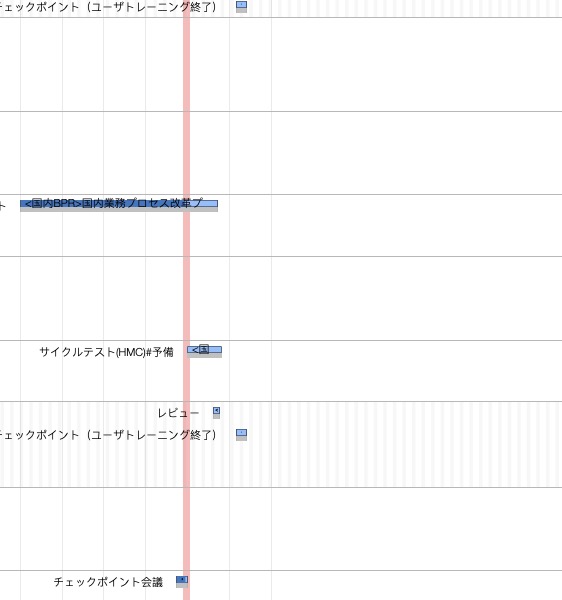 ェックポイント（ユーザトレーニング終了）
ト <国内BPR>国内業務プロセス改革プ
サイクルテスト(HMC)#予備 <国
レビュー
ェックポイント（ユーザトレーニング終了）
チェックポイント会議